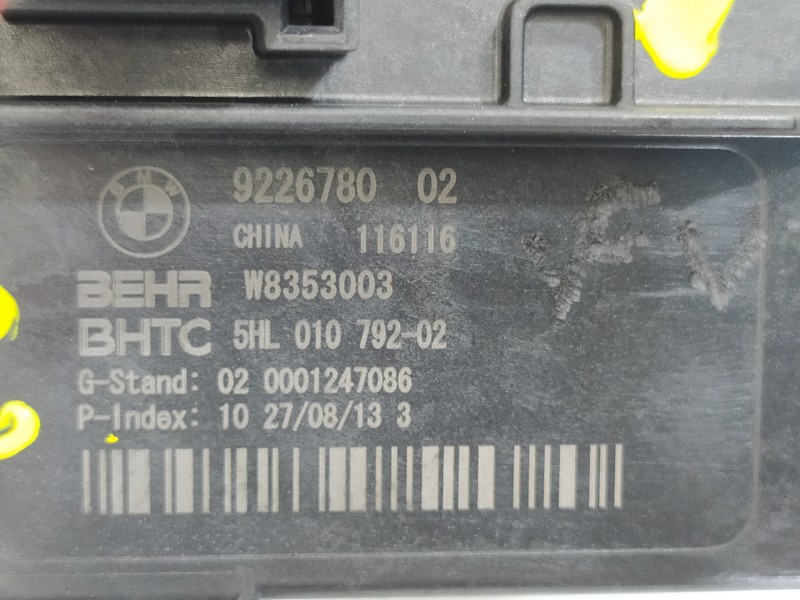 BMW
9226780 02
CHINA 116116
BEHR W8353003
BHTC 5HL 010 792-02
G-Stand: 02 0001247086
P-Index: 10 27/08/13 3